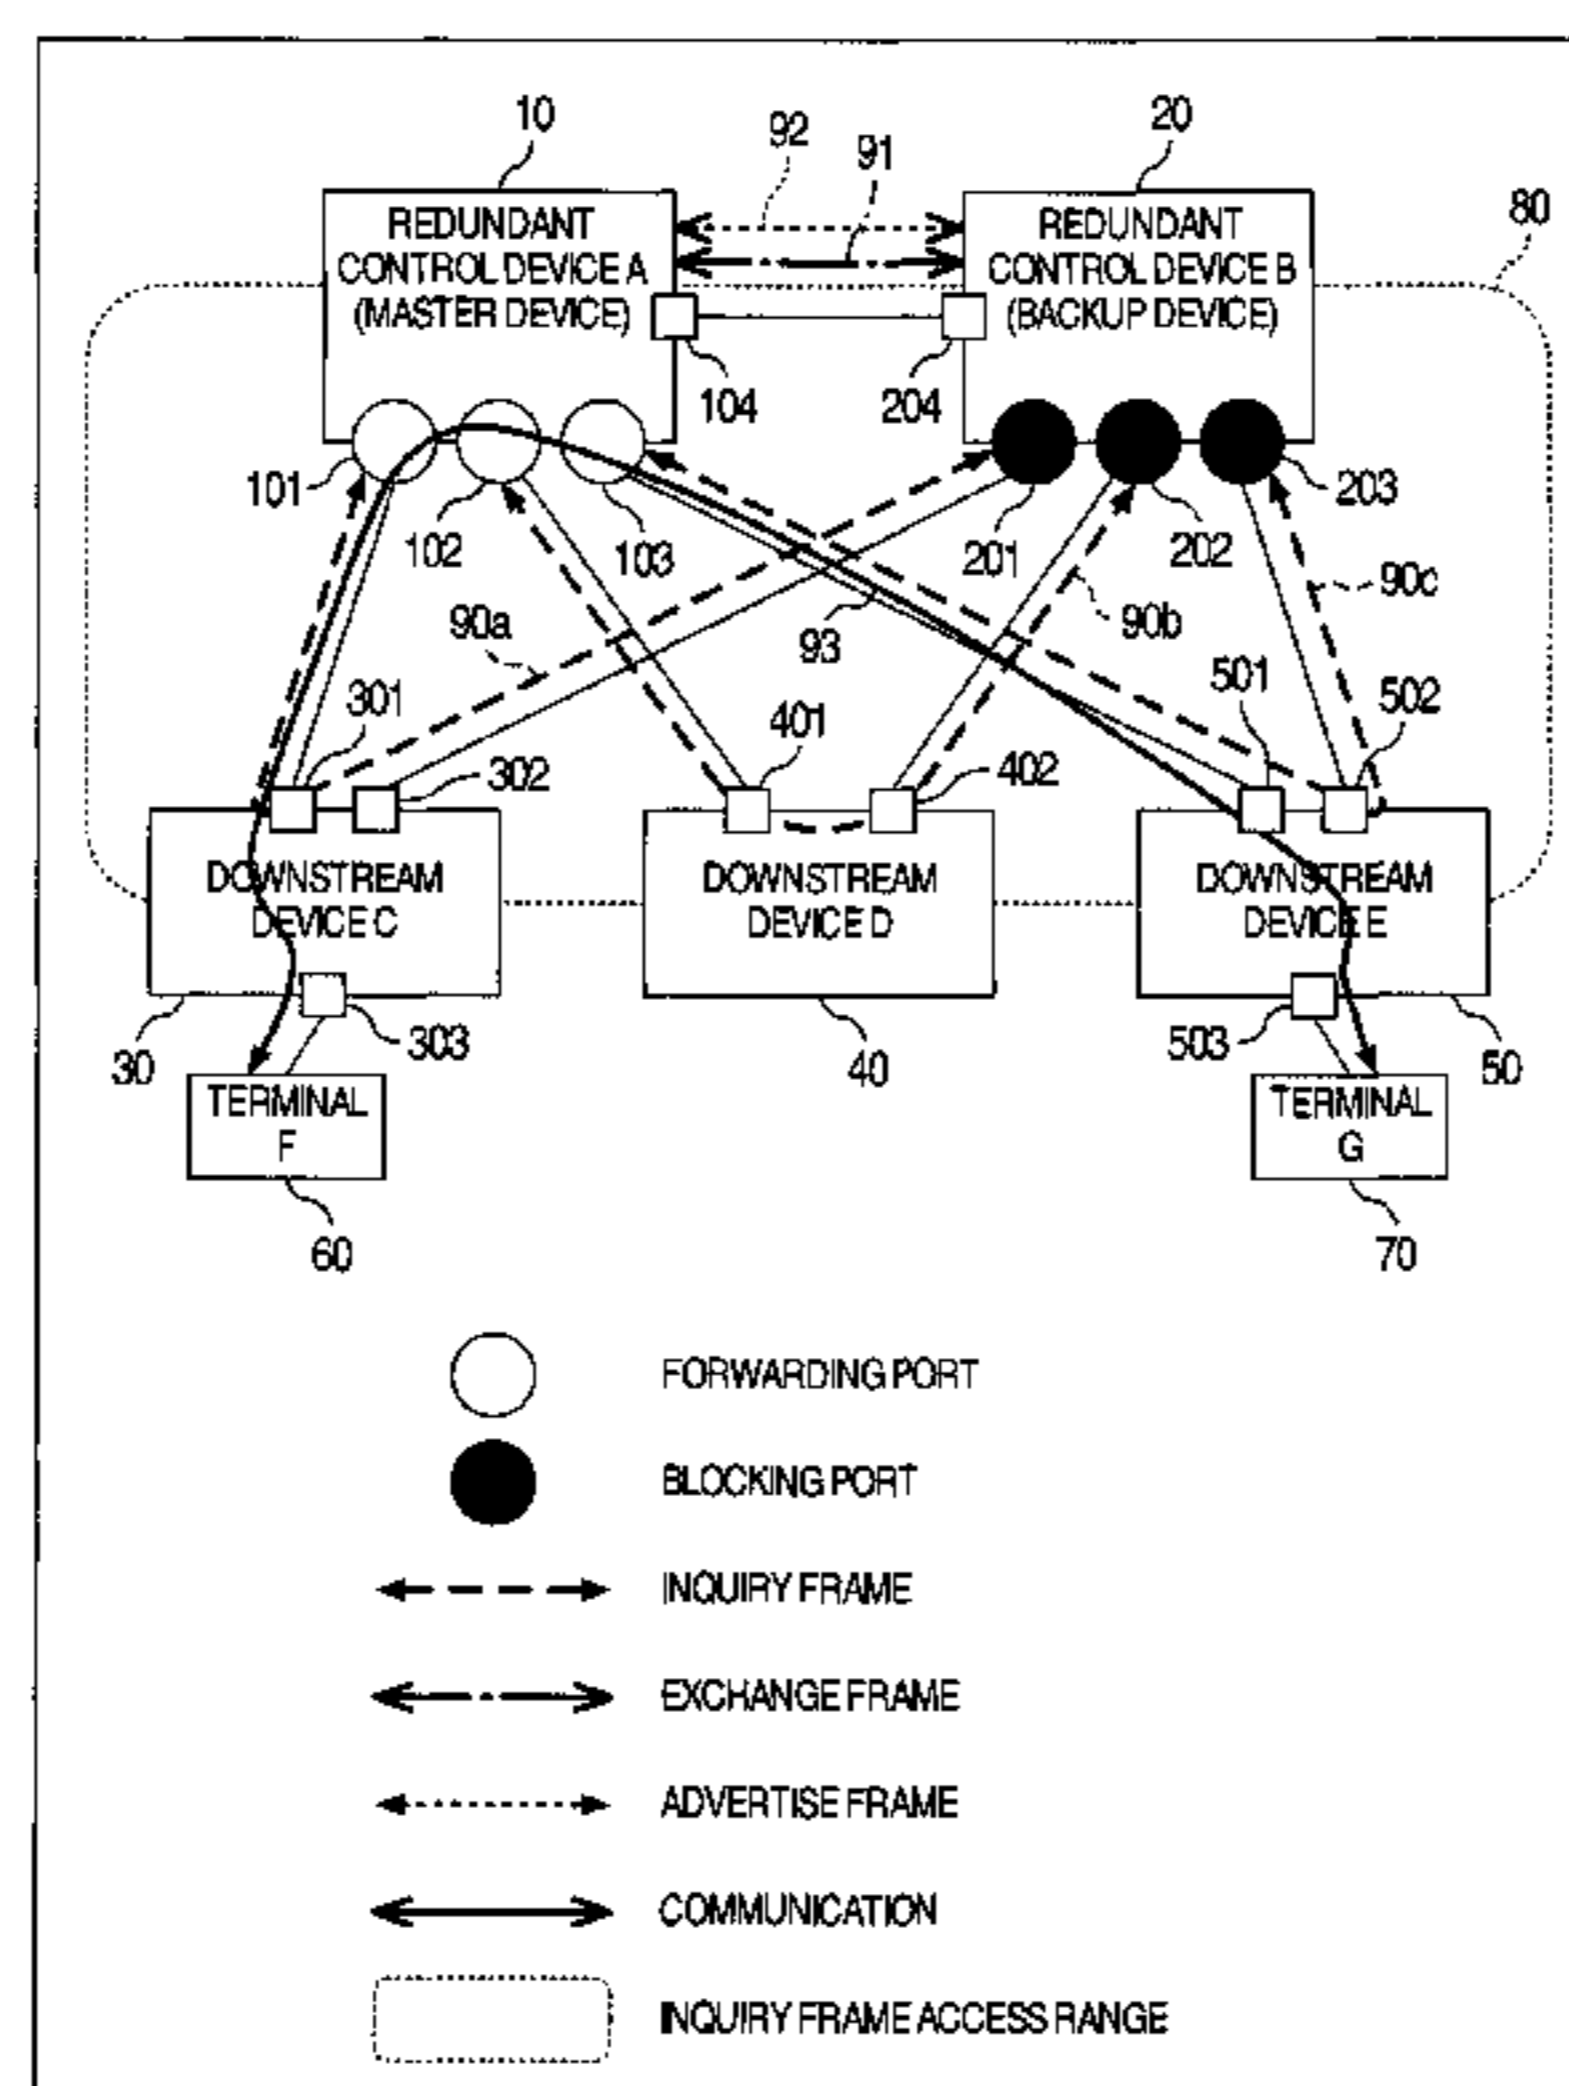 10
20
92
91
80
REDUNDANT
CONTROL DEVICE A
(MASTER DEVICE)
REDUNDANT
CONTROL DEVICE B
(BACKUP DEVICE)
104
204
101
102
103
201
202
203
90a
93
90b
90c
301
302
401
402
501
502
DOWNSTREAM
DEVICE C
DOWNSTREAM
DEVICE D
DOWNSTREAM
DEVICE E
30
303
40
503
50
TERMINAL
F
TERMINAL
G
60
70
FORWARDING PORT
BLOCKING PORT
INQUIRY FRAME
EXCHANGE FRAME
ADVERTISE FRAME
COMMUNICATION
INQUIRY FRAME ACCESS RANGE